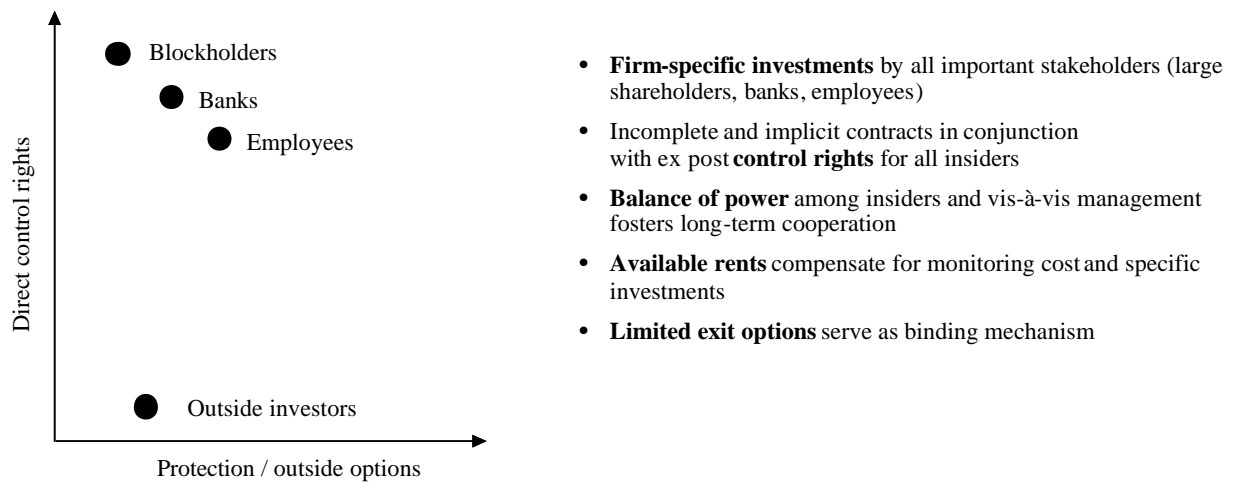 Direct control rights
Blockholders
Banks
Employees
Outside investors
Protection / outside options
• Firm-specific investments by all important stakeholders (large
shareholders, banks, employees)
• Incomplete and implicit contracts in conjunction
with ex post control rights for all insiders
• Balance of power among insiders and vis-à-vis management
fosters long-term cooperation
• Available rents compensate for monitoring cost and specific
investments
• Limited exit options serve as binding mechanism